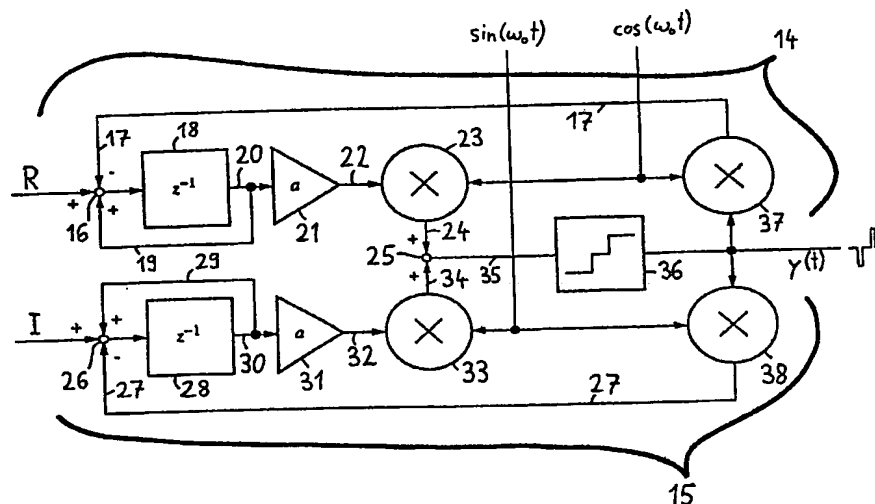 sin(ω₀t) cos(ω₀t) 14
17 18 20 22 23 17
R + - + 16 z⁻¹ a 21 × × 37
19 24 + 25 + 34 35 36 y(t)
29
I + + - 26 z⁻¹ 30 a 31 32 × 33 × 38
27 28 27
15